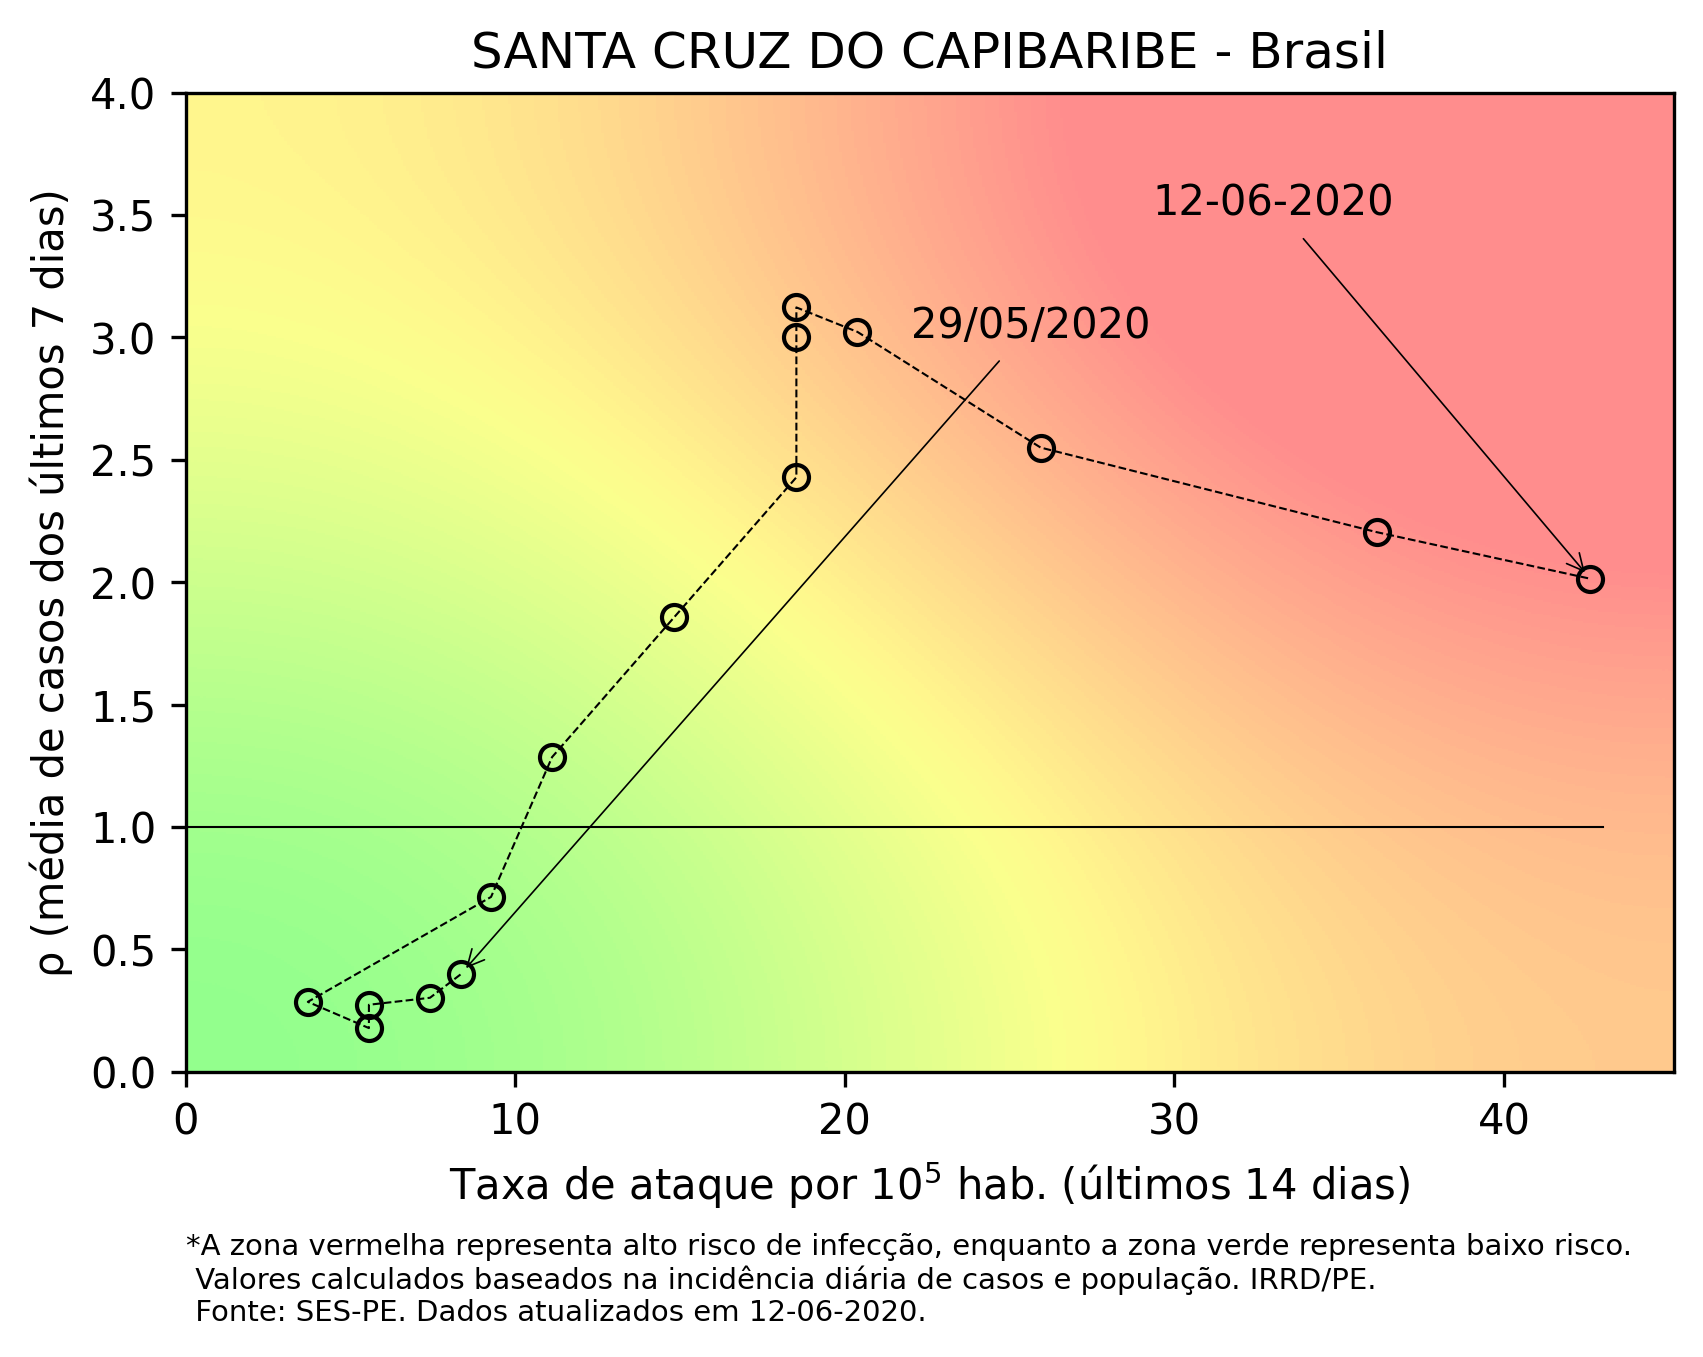 SANTA CRUZ DO CAPIBARIBE - Brasil
4.0
3.5
3.0
2.5
2.0
1.5
1.0
0.5
0.0
ρ (média de casos dos últimos 7 dias)
12-06-2020
29/05/2020
0 10 20 30 40
Taxa de ataque por 10⁵ hab. (últimos 14 dias)
*A zona vermelha representa alto risco de infecção, enquanto a zona verde representa baixo risco.
Valores calculados baseados na incidência diária de casos e população. IRRD/PE.
Fonte: SES-PE. Dados atualizados em 12-06-2020.